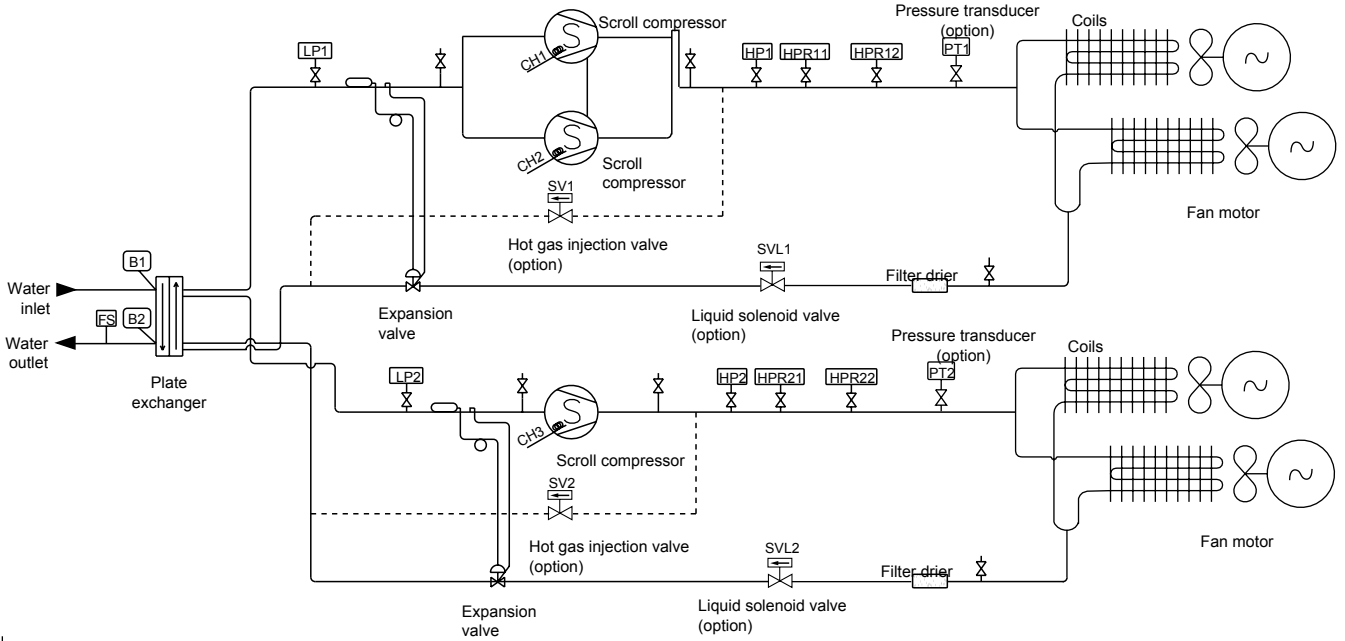 Scroll compressor
Pressure transducer
(option)
Coils
LP1
CH1
HP1
HPR11
HPR12
PT1
CH2
Scroll
compressor
SV1
Fan motor
Hot gas injection valve
(option)
SVL1
Filter drier
B1
Water
inlet
Expansion
valve
Liquid solenoid valve
(option)
FS
B2
Water
outlet
Pressure transducer
(option)
Coils
Plate
exchanger
LP2
HP2
HPR21
HPR22
PT2
CH3
Scroll compressor
SV2
Hot gas injection valve
(option)
SVL2
Fan motor
Filter drier
Expansion
valve
Liquid solenoid valve
(option)